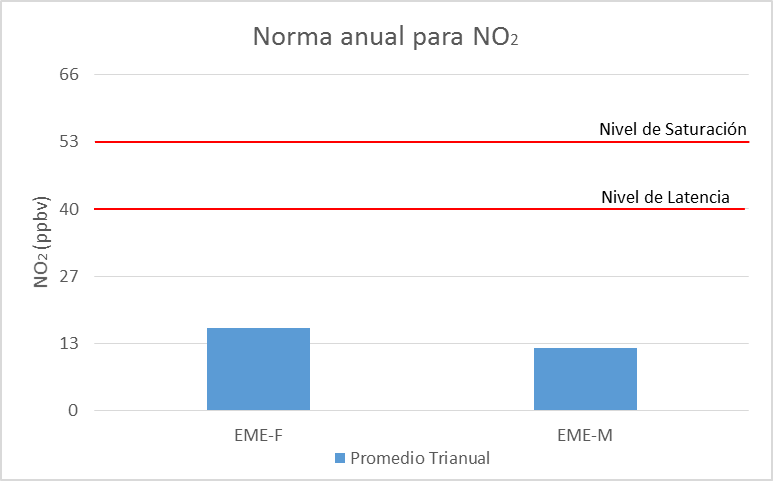 Norma anual para NO₂
66
Nivel de Saturación
53
Nivel de Latencia
40
NO₂ (ppbv)
27
13
0
EME-F EME-M
Promedio Trianual